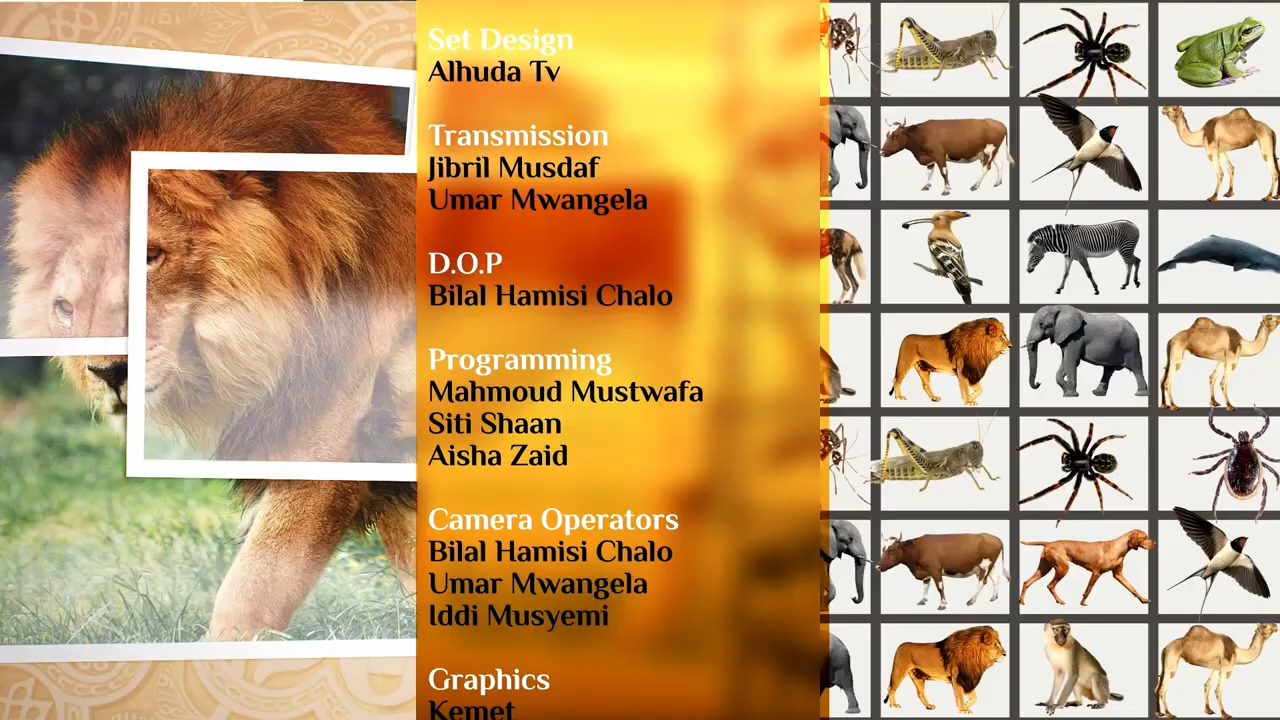 Set Design
Alhuda Tv
Transmission
Jibril Musdaf
Umar Mwangela
D.O.P
Bilal Hamisi Chalo
Programming
Mahmoud Mustwafa
Siti Shaan
Aisha Zaid
Camera Operators
Bilal Hamisi Chalo
Umar Mwangela
Iddi Musyemi
Graphics
Kemet